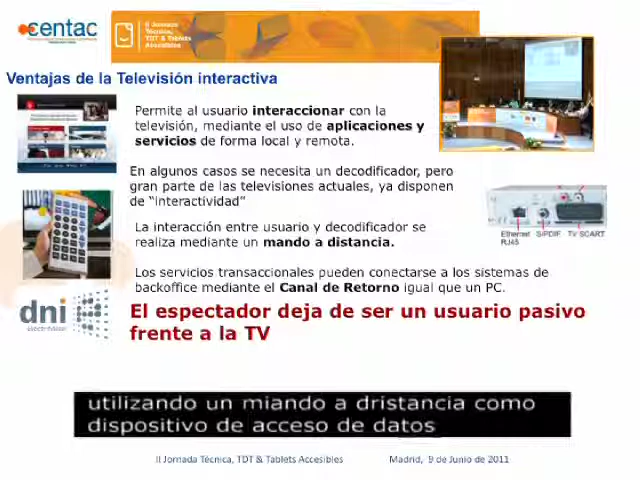 centac
II Jornada
Técnica,
TDT & Tablets
Accesibles
Ventajas de la Televisión interactiva
Permite al usuario interaccionar con la
televisión, mediante el uso de aplicaciones y
servicios de forma local y remota.
En algunos casos se necesita un decodificador, pero
gran parte de las televisiones actuales, ya disponen
de “interactividad”
La interacción entre usuario y decodificador se
realiza mediante un mando a distancia.
Ethernet S/PDIF TV SCART
RJ45
Los servicios transaccionales pueden conectarse a los sistemas de
backoffice mediante el Canal de Retorno igual que un PC.
dni
electrónico
El espectador deja de ser un usuario pasivo
frente a la TV
utilizando un miando a dristancia como
dispositivo de acceso de datos
II Jornada Técnica, TDT & Tablets Accesibles
Madrid, 9 de Junio de 2011